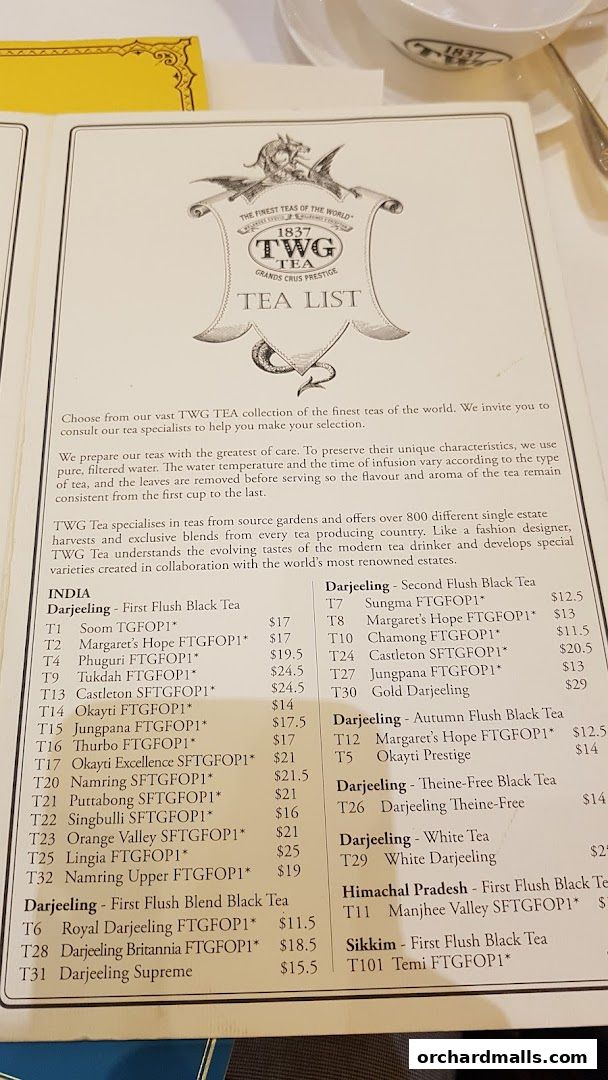 1837
TWG
THE FINEST TEAS OF THE WORLD
1837
TWG
TEA
GRANDS CRUS PRESTIGE
TEA LIST
Choose from our vast TWG TEA collection of the finest teas of the world. We invite you to
consult our tea specialists to help you make your selection.
We prepare our teas with the greatest of care. To preserve their unique characteristics, we use
pure, filtered water. The water temperature and the time of infusion vary according to the type
of tea, and the leaves are removed before serving so the flavour and aroma of the tea remain
consistent from the first cup to the last.
TWG Tea specialises in teas from source gardens and offers over 800 different single estate
harvests and exclusive blends from every tea producing country. Like a fashion designer,
TWG Tea understands the evolving tastes of the modern tea drinker and develops special
varieties created in collaboration with the world's most renowned estates.
INDIA
Darjeeling - First Flush Black Tea
T1 Soom TGFOP1* $17
T2 Margaret's Hope FTGFOP1* $17
T4 Phuguri FTGFOP1* $19.5
T9 Tukdah FTGFOP1* $24.5
T13 Castleton SFTGFOP1* $24.5
T14 Okayti FTGFOP1* $14
T15 Jungpana FTGFOP1* $17.5
T16 Thurbo FTGFOP1* $17
T17 Okayti Excellence SFTGFOP1* $21
T20 Namring SFTGFOP1* $21.5
T21 Puttabong SFTGFOP1* $21
T22 Singbulli SFTGFOP1* $16
T23 Orange Valley SFTGFOP1* $21
T25 Lingia FTGFOP1* $25
T32 Namring Upper FTGFOP1* $19
Darjeeling - First Flush Blend Black Tea
T6 Royal Darjeeling FTGFOP1* $11.5
T28 Darjeeling Britannia FTGFOP1* $18.5
T31 Darjeeling Supreme $15.5
Darjeeling - Second Flush Black Tea
T7 Sungma FTGFOP1* $12.5
T8 Margaret's Hope FTGFOP1* $13
T10 Chamong FTGFOP1* $11.5
T24 Castleton SFTGFOP1* $20.5
T27 Jungpana FTGFOP1* $13
T30 Gold Darjeeling $29
Darjeeling - Autumn Flush Black Tea
T12 Margaret's Hope FTGFOP1* $12.5
T5 Okayti Prestige $14
Darjeeling - Theine-Free Black Tea
T26 Darjeeling Theine-Free $14
Darjeeling - White Tea
T29 White Darjeeling
Himachal Pradesh - First Flush Black Te
T11 Manjhee Valley SFTGFOP1*
Sikkim - First Flush Black Tea
T101 Temi FTGFOP1*
orchardmalls.com